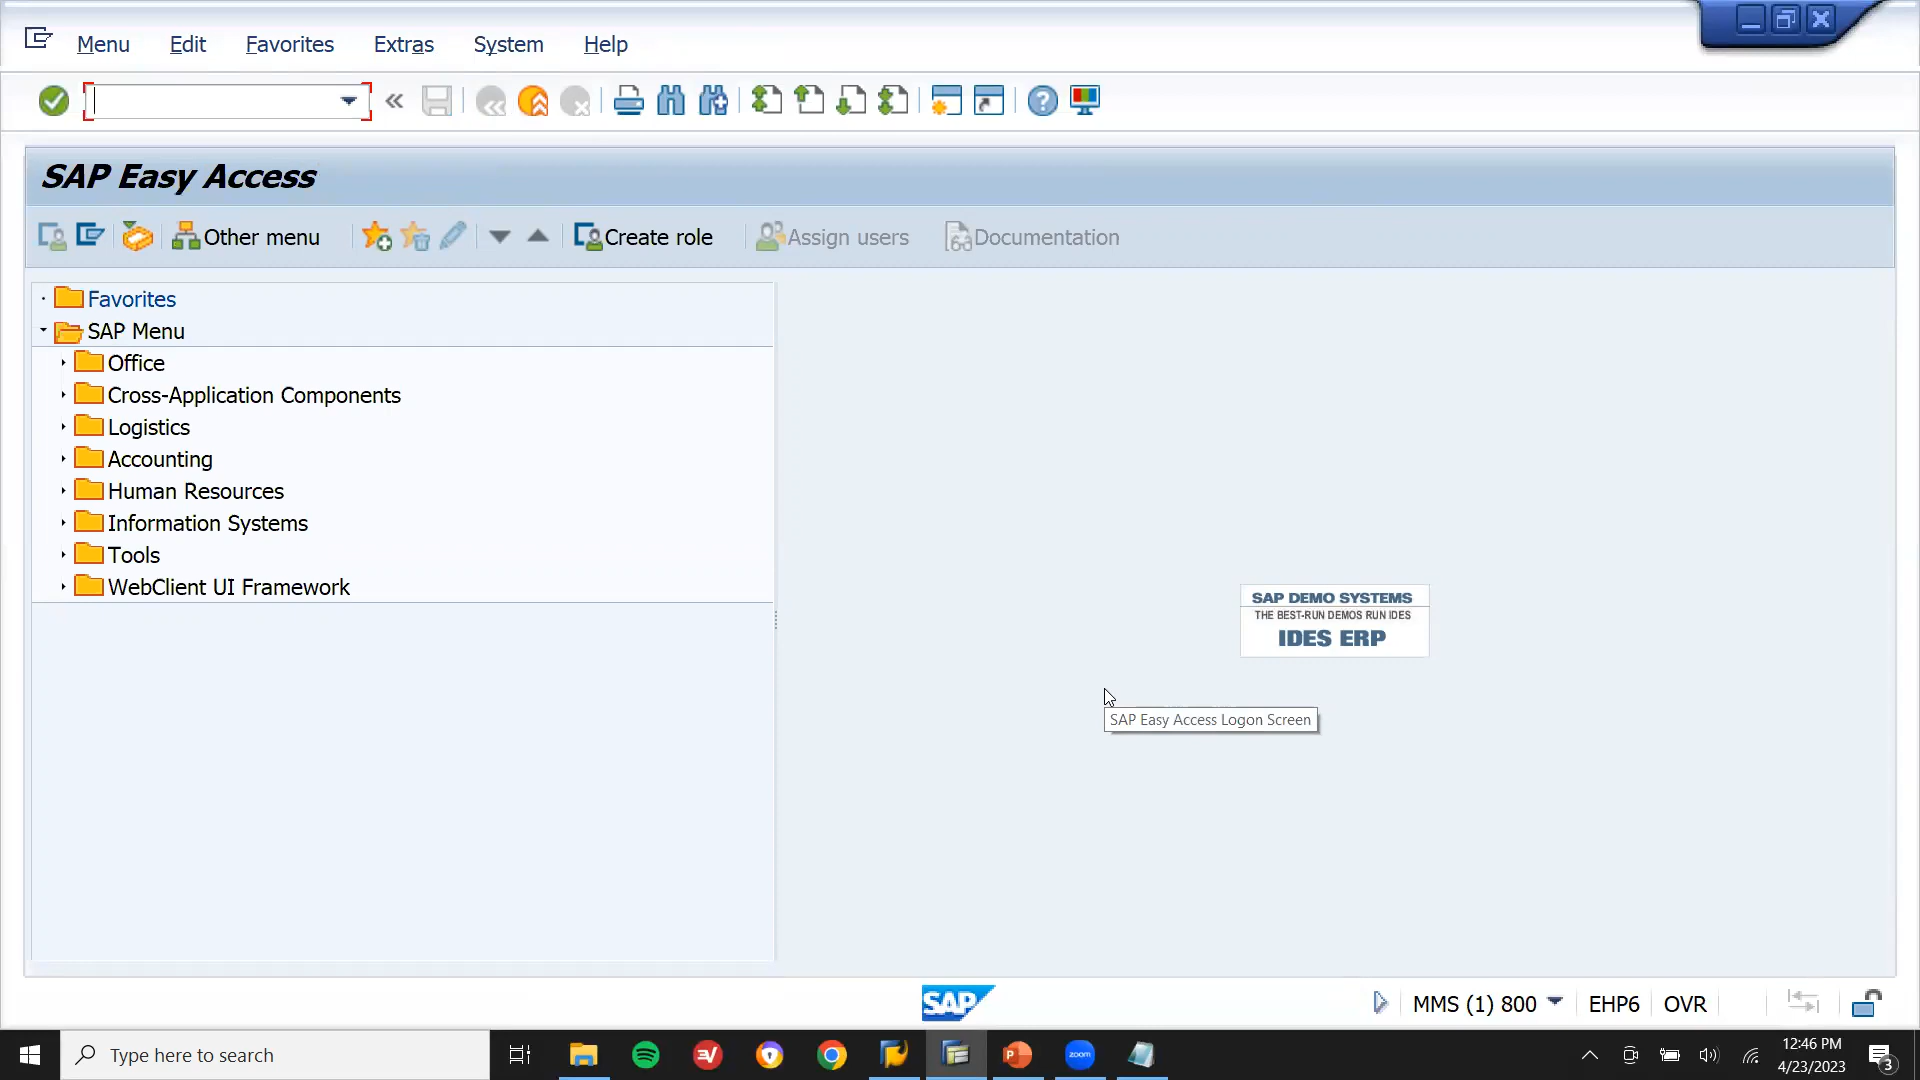 Menu Edit Favorites Extras System Help
SAP Easy Access
Other menu Create role Assign users Documentation
Favorites
SAP Menu
Office
Cross-Application Components
Logistics
Accounting
Human Resources
Information Systems
Tools
WebClient UI Framework
SAP DEMO SYSTEMS
THE BEST-RUN DEMOS RUN IDES
IDES ERP
SAP Easy Access Logon Screen
SAP
MMS (1) 800 EHP6 OVR
Type here to search
EV
P
zoom
12:46 PM
4/23/2023
3